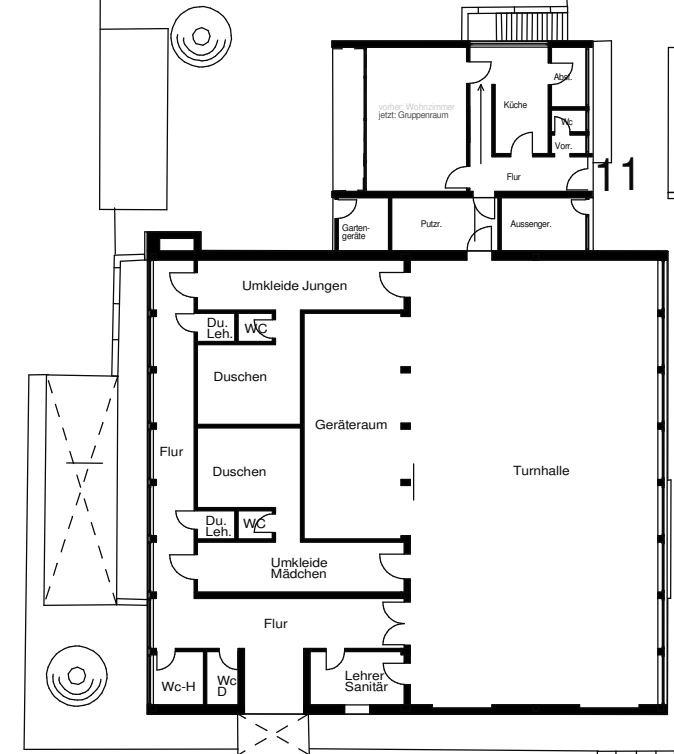 Abst.
vorher: Wohnzimmer
jetzt: Gruppenraum
Küche
Wc
Vorr.
Flur
11
Garten-
geräte
Putzr.
Aussenger.
Umkleide Jungen
Du.
Leh.
WC
Duschen
Geräteraum
Flur
Duschen
Turnhalle
Du.
Leh.
WC
Umkleide
Mädchen
Flur
Wc-H
Wc
D
Lehrer
Sanitär